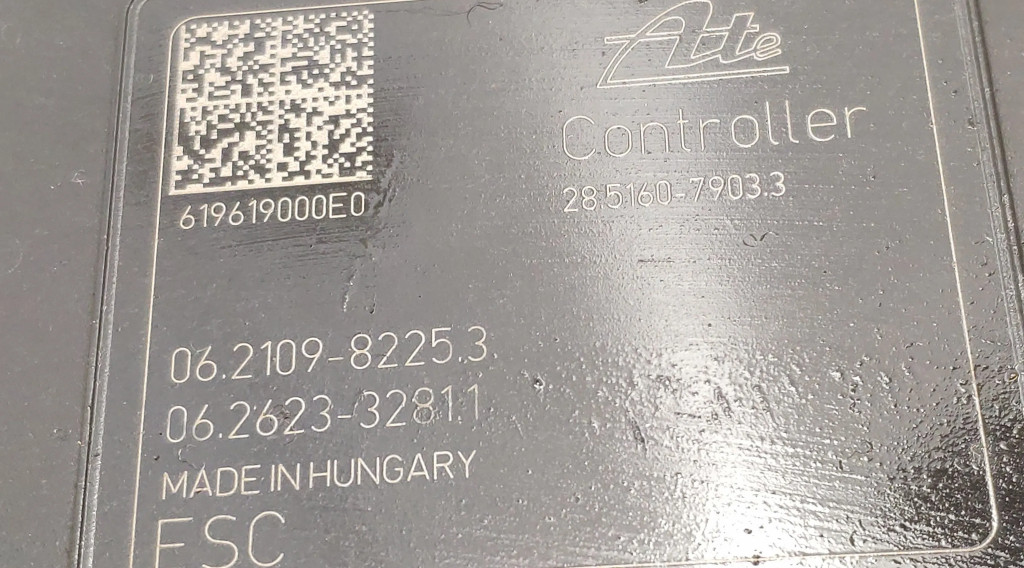 Ate
Controller
28.5160-7903.3
619619000E0
06.2109-8225.3
06.2623-3281.1
MADE IN HUNGARY
ESC